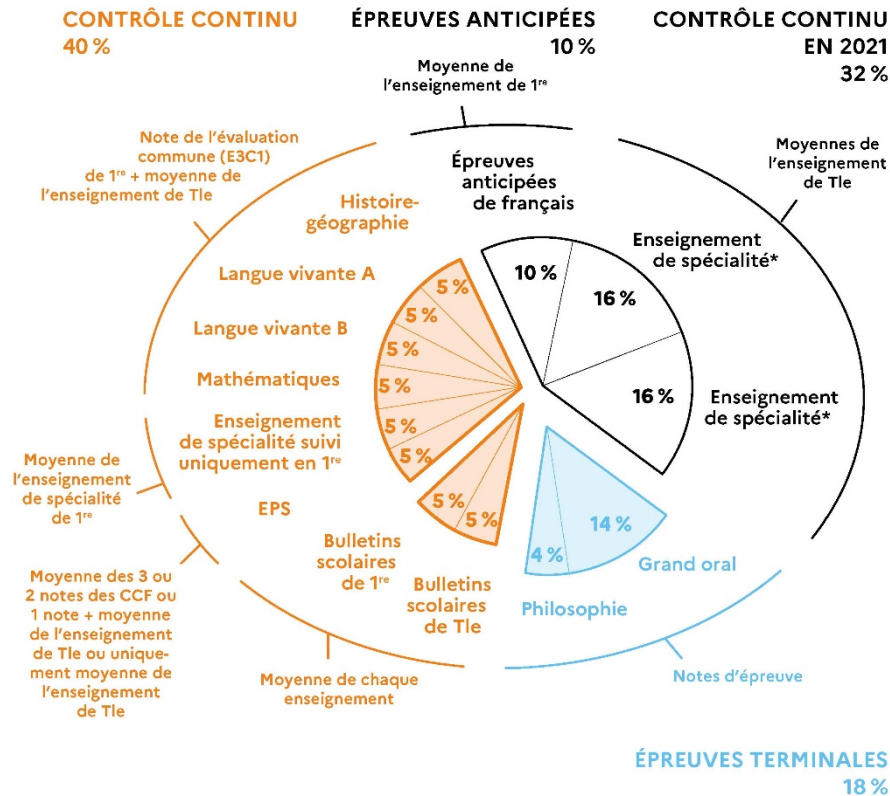 CONTRÔLE CONTINU
40 %
ÉPREUVES ANTICIPÉES
10 %
CONTRÔLE CONTINU
EN 2021
32 %
Moyenne de
l'enseignement de 1re
Note de l'évaluation
commune (E3C1)
de 1re + moyenne de
l'enseignement de Tle
Moyennes de
l'enseignement
de Tle
Épreuves
anticipées
de français
Histoire-
géographie
Enseignement
de spécialité*
Langue vivante A
Langue vivante B
Mathématiques
Enseignement
de spécialité suivi
uniquement en 1re
EPS
Enseignement
de spécialité*
10 %
16 %
16 %
5 %
5 %
5 %
5 %
5 %
5 %
5 %
5 %
4 %
14 %
Moyenne de
l'enseignement
de spécialité
de 1re
Bulletins
scolaires
de 1re
Bulletins
scolaires
de Tle
Philosophie
Grand oral
Moyenne des 3 ou
2 notes des CCF ou
1 note + moyenne
de l'enseignement
de Tle ou unique-
ment moyenne de
l'enseignement
de Tle
Moyenne de chaque
enseignement
Notes d'épreuve
ÉPREUVES TERMINALES
18 %